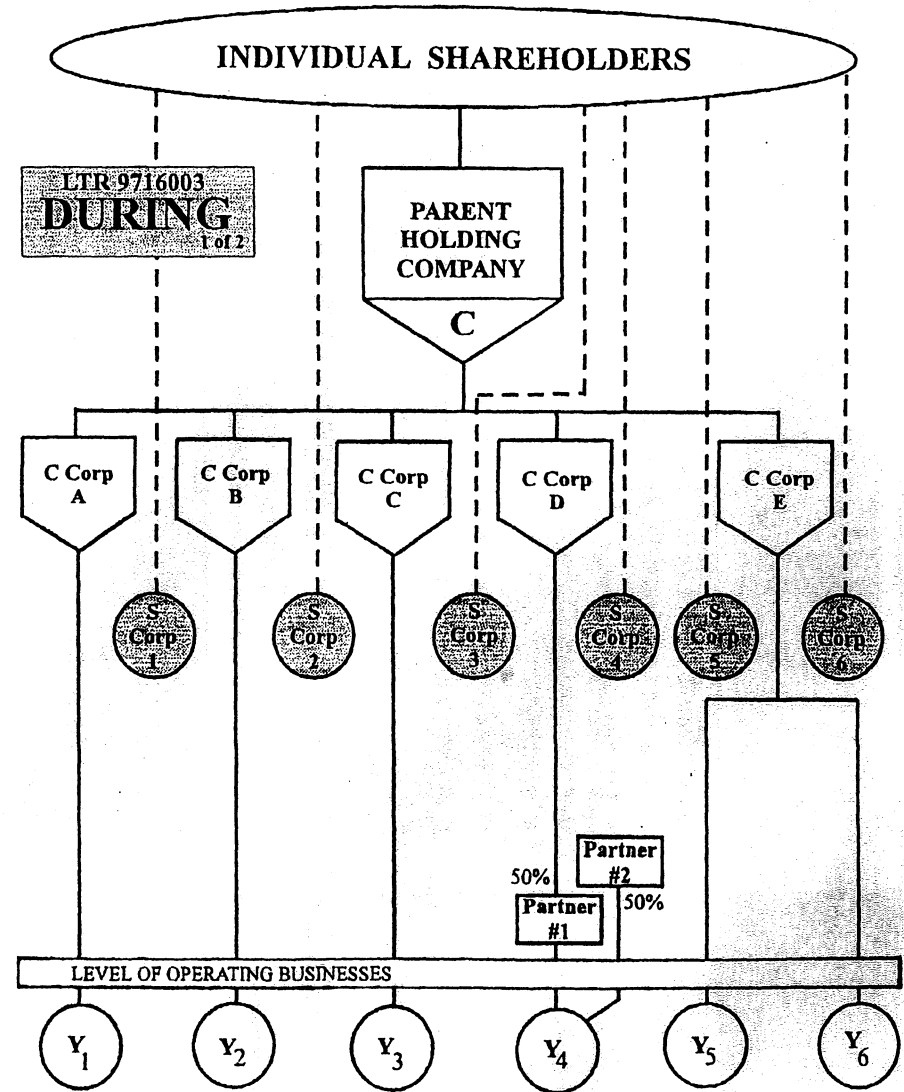 INDIVIDUAL SHAREHOLDERS
LTR 9716003
DURING
1 of 2
PARENT
HOLDING
COMPANY
C
C Corp
A
C Corp
B
C Corp
C
C Corp
D
C Corp
E
S
Corp
1
S
Corp
2
S
Corp
3
S
Corp
4
S
Corp
5
S
Corp
6
Partner
#2
50%
50%
Partner
#1
LEVEL OF OPERATING BUSINESSES
Y1
Y2
Y3
Y4
Y5
Y6